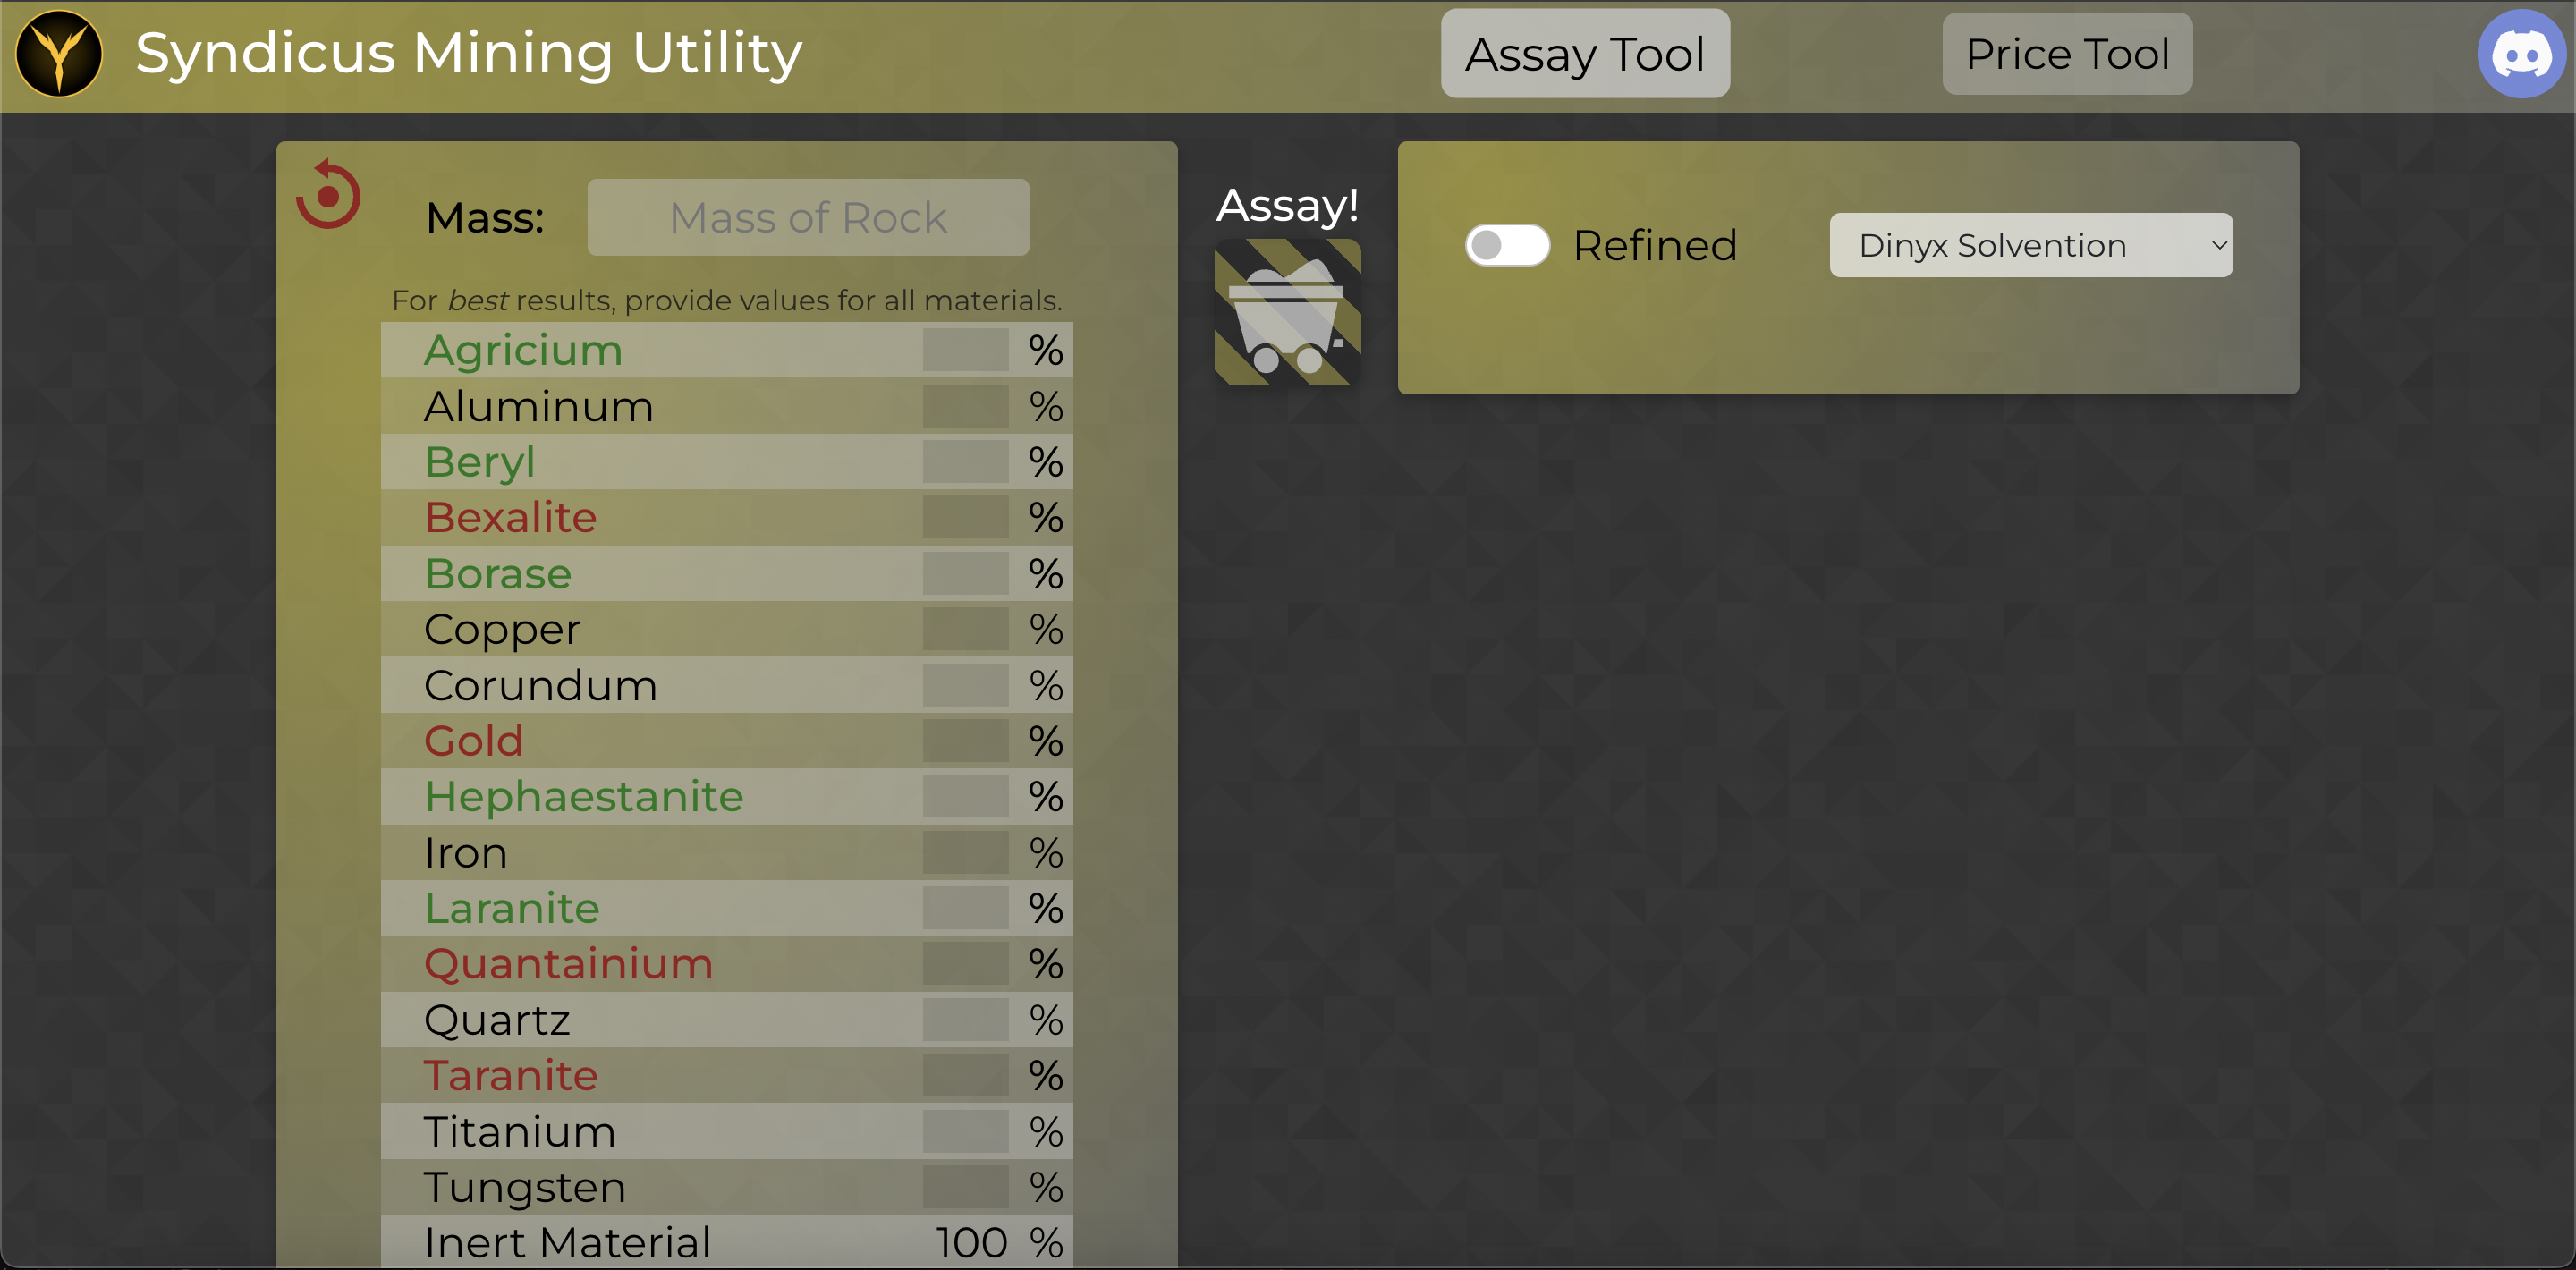 Syndicus Mining Utility
Assay Tool
Price Tool
Mass:
Mass of Rock
For best results, provide values for all materials.
Agricium %
Aluminum %
Beryl %
Bexalite %
Borase %
Copper %
Corundum %
Gold %
Hephaestanite %
Iron %
Laranite %
Quantainium %
Quartz %
Taranite %
Titanium %
Tungsten %
Inert Material 100 %
Assay!
Refined
Dinyx Solvention